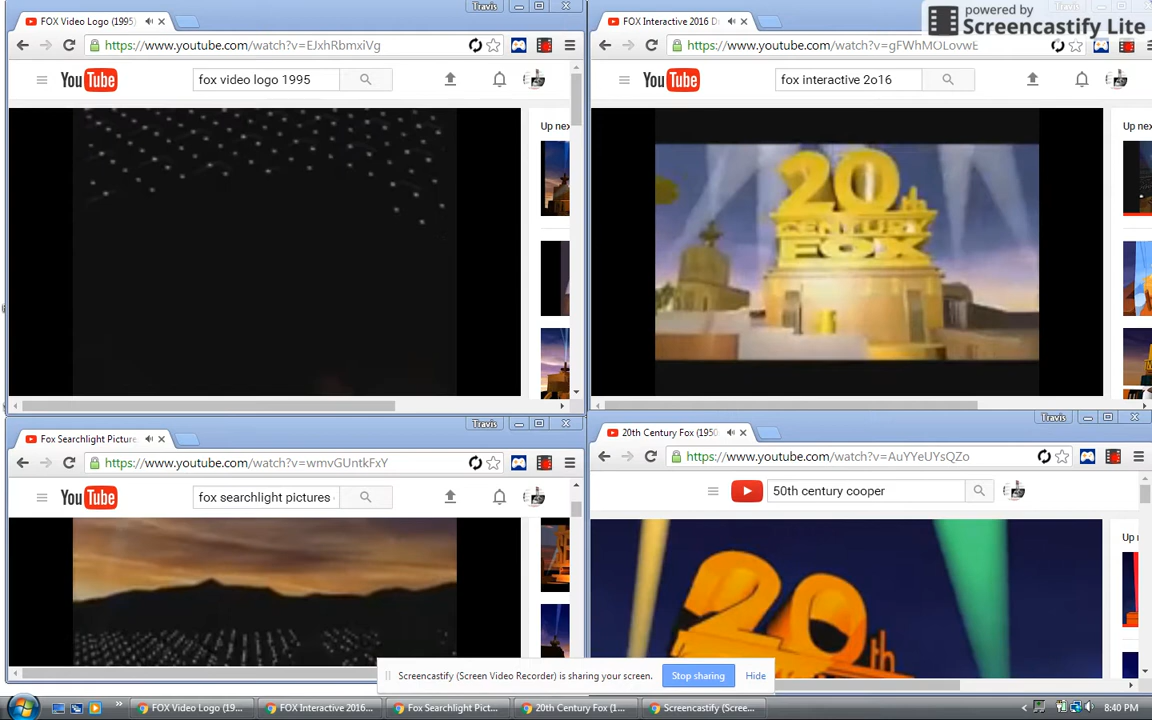 FOX Video Logo (1995)
Travis
https://www.youtube.com/watch?v=EJxhRbmxiVg
YouTube
fox video logo 1995
Up nex
FOX Interactive 2016 D
powered by
Screencastify Lite
https://www.youtube.com/watch?v=gFWhMOLovwE
YouTube
fox interactive 2o16
Up nex
20th
CENTURY
FOX
Fox Searchlight Picture
Travis
https://www.youtube.com/watch?v=wmvGUntkFxY
YouTube
fox searchlight pictures
20th Century Fox (1950
Travis
https://www.youtube.com/watch?v=AuYYeUYsQZo
50th century cooper
Up n
20th
Screencastify (Screen Video Recorder) is sharing your screen.
Stop sharing
Hide
FOX Video Logo (19...
FOX Interactive 2016...
Fox Searchlight Pict...
20th Century Fox (1...
Screencastify (Scree...
8:40 PM